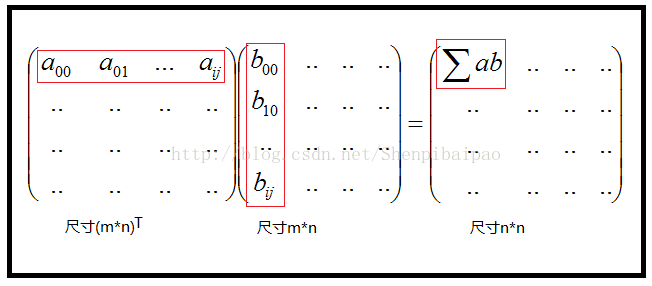 a00 a01 ... aij b00 .. .. .. ∑ab .. .. ..
.. .. .. .. b10 .. .. .. = .. .. .. ..
.. .. .. .. .. .. .. .. .. .. .. ..
.. .. .. .. bij .. .. .. .. .. .. ..
http://blog.csdn.net/Shenpibaipao
尺寸(m*n)T 尺寸m*n 尺寸n*n